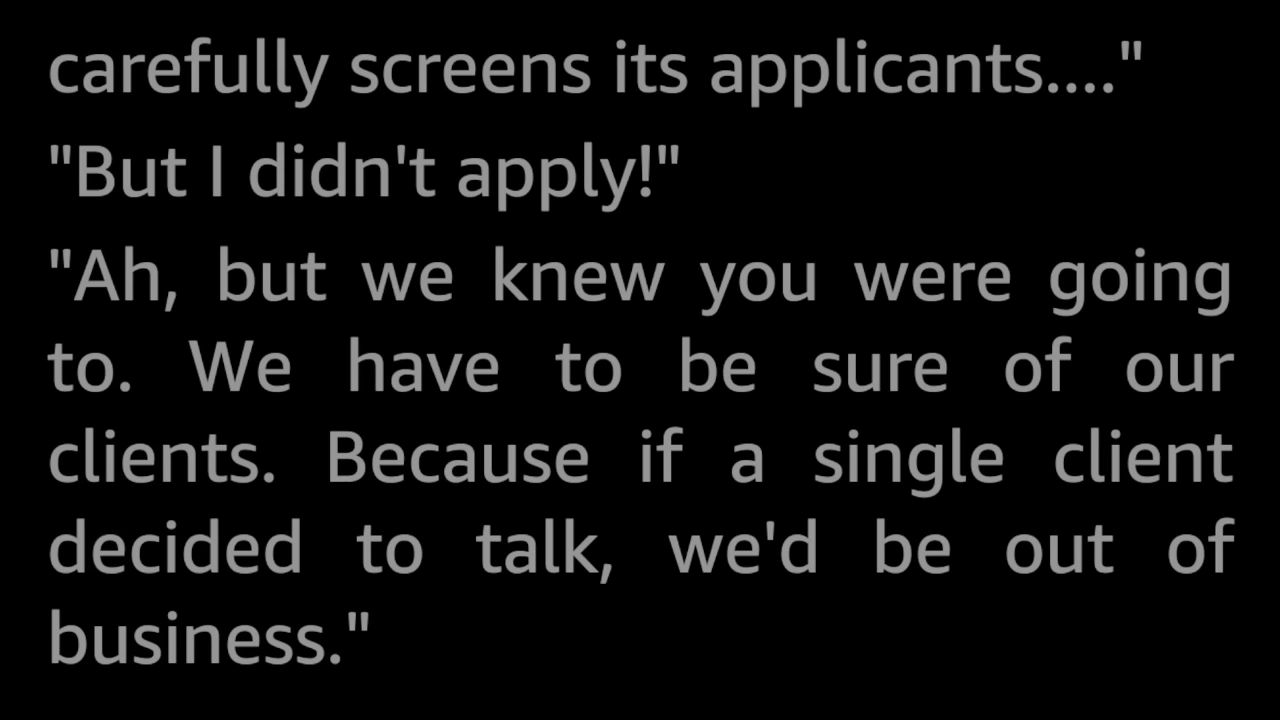 carefully screens its applicants...."
"But I didn't apply!"
"Ah, but we knew you were going
to. We have to be sure of our
clients. Because if a single client
decided to talk, we'd be out of
business."